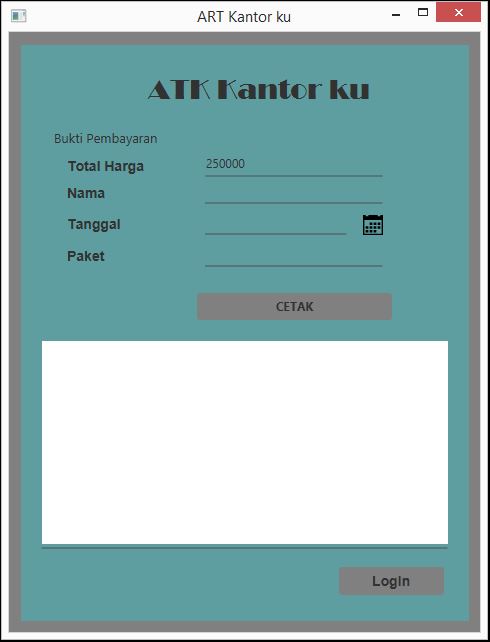 ART Kantor ku
ATK Kantor ku
Bukti Pembayaran
Total Harga 250000
Nama
Tanggal
Paket
CETAK
Login